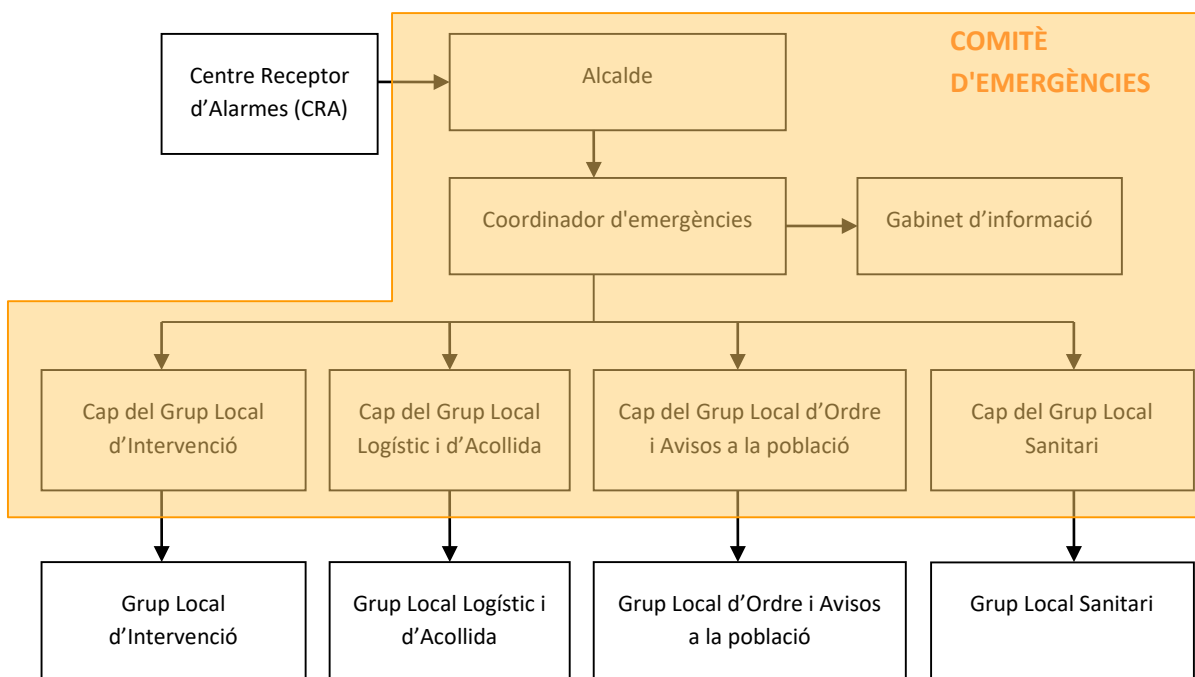 COMITÈ
D'EMERGÈNCIES
Centre Receptor
d’Alarmes (CRA)
Alcalde
Coordinador d'emergències
Gabinet d’informació
Cap del Grup Local
d’Intervenció
Cap del Grup Local
Logístic i d’Acollida
Cap del Grup Local d’Ordre
i Avisos a la població
Cap del Grup Local
Sanitari
Grup Local
d’Intervenció
Grup Local Logístic i
d’Acollida
Grup Local d’Ordre i Avisos
a la població
Grup Local Sanitari